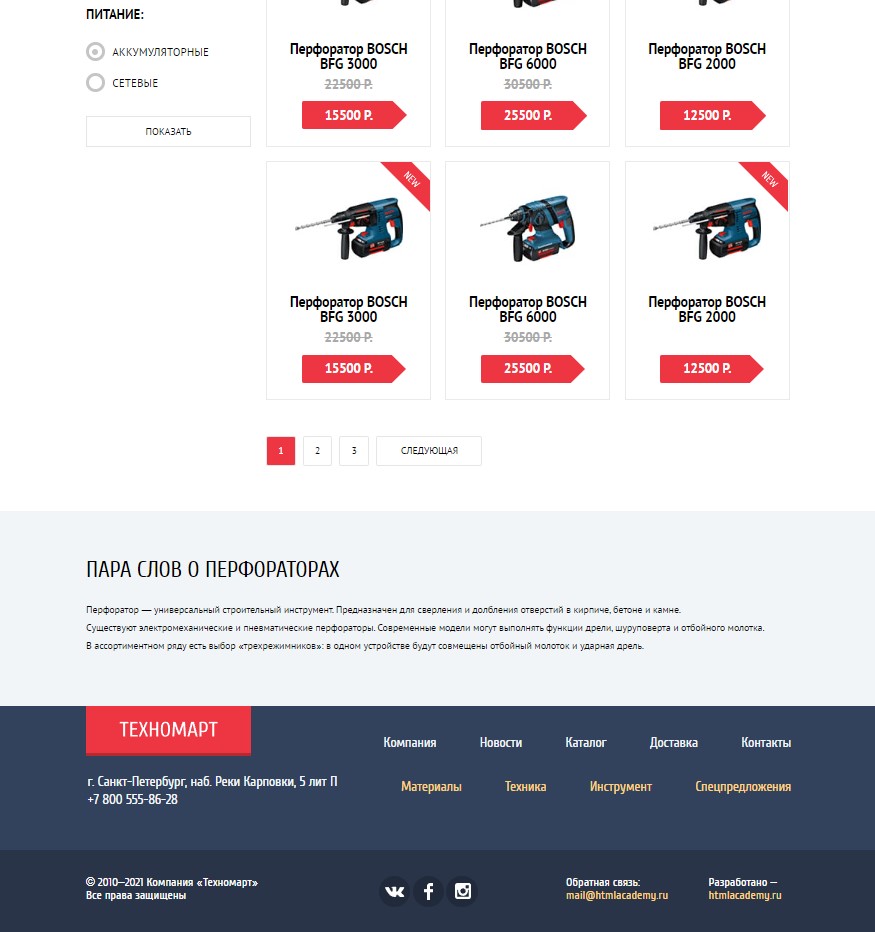 ПИТАНИЕ:
АККУМУЛЯТОРНЫЕ
СЕТЕВЫЕ
ПОКАЗАТЬ
Перфоратор BOSCH
BFG 3000
22500 Р.
15500 Р.
Перфоратор BOSCH
BFG 6000
30500 Р.
25500 Р.
Перфоратор BOSCH
BFG 2000
12500 Р.
NEW
Перфоратор BOSCH
BFG 3000
22500 Р.
15500 Р.
Перфоратор BOSCH
BFG 6000
30500 Р.
25500 Р.
NEW
Перфоратор BOSCH
BFG 2000
12500 Р.
1 2 3 СЛЕДУЮЩАЯ
ПАРА СЛОВ О ПЕРФОРАТОРАХ
Перфоратор — универсальный строительный инструмент. Предназначен для сверления и долбления отверстий в кирпиче, бетоне и камне.
Существуют электромеханические и пневматические перфораторы. Современные модели могут выполнять функции дрели, шуруповерта и отбойного молотка.
В ассортиментном ряду есть выбор «трехрежимников»: в одном устройстве будут совмещены отбойный молоток и ударная дрель.
ТЕХНОМАРТ
г. Санкт-Петербург, наб. Реки Карповки, 5 лит П
+7 800 555-86-28
Компания Новости Каталог Доставка Контакты
Материалы Техника Инструмент Спецпредложения
© 2010—2021 Компания «Техномарт»
Все права защищены
Обратная связь:
mail@htmlacademy.ru
Разработано —
htmlacademy.ru